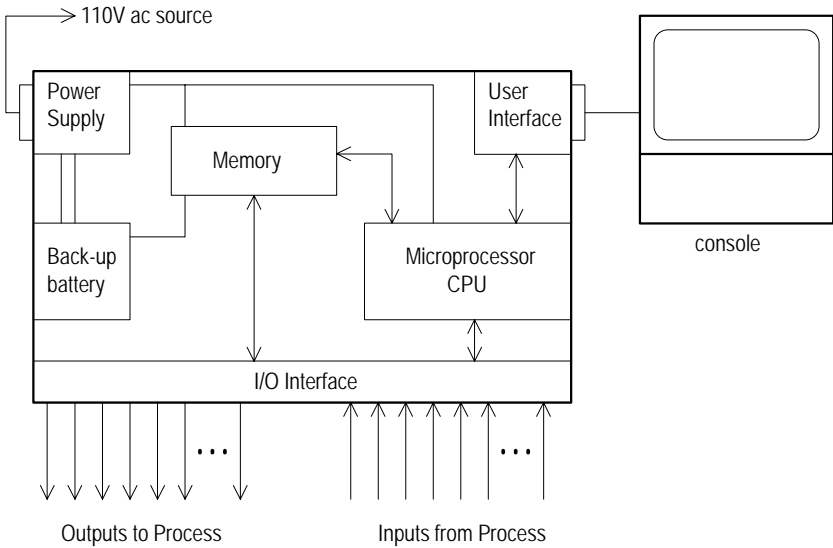 110V ac source
Power
Supply
User
Interface
Memory
Back-up
battery
Microprocessor
CPU
console
I/O Interface
Outputs to Process
Inputs from Process